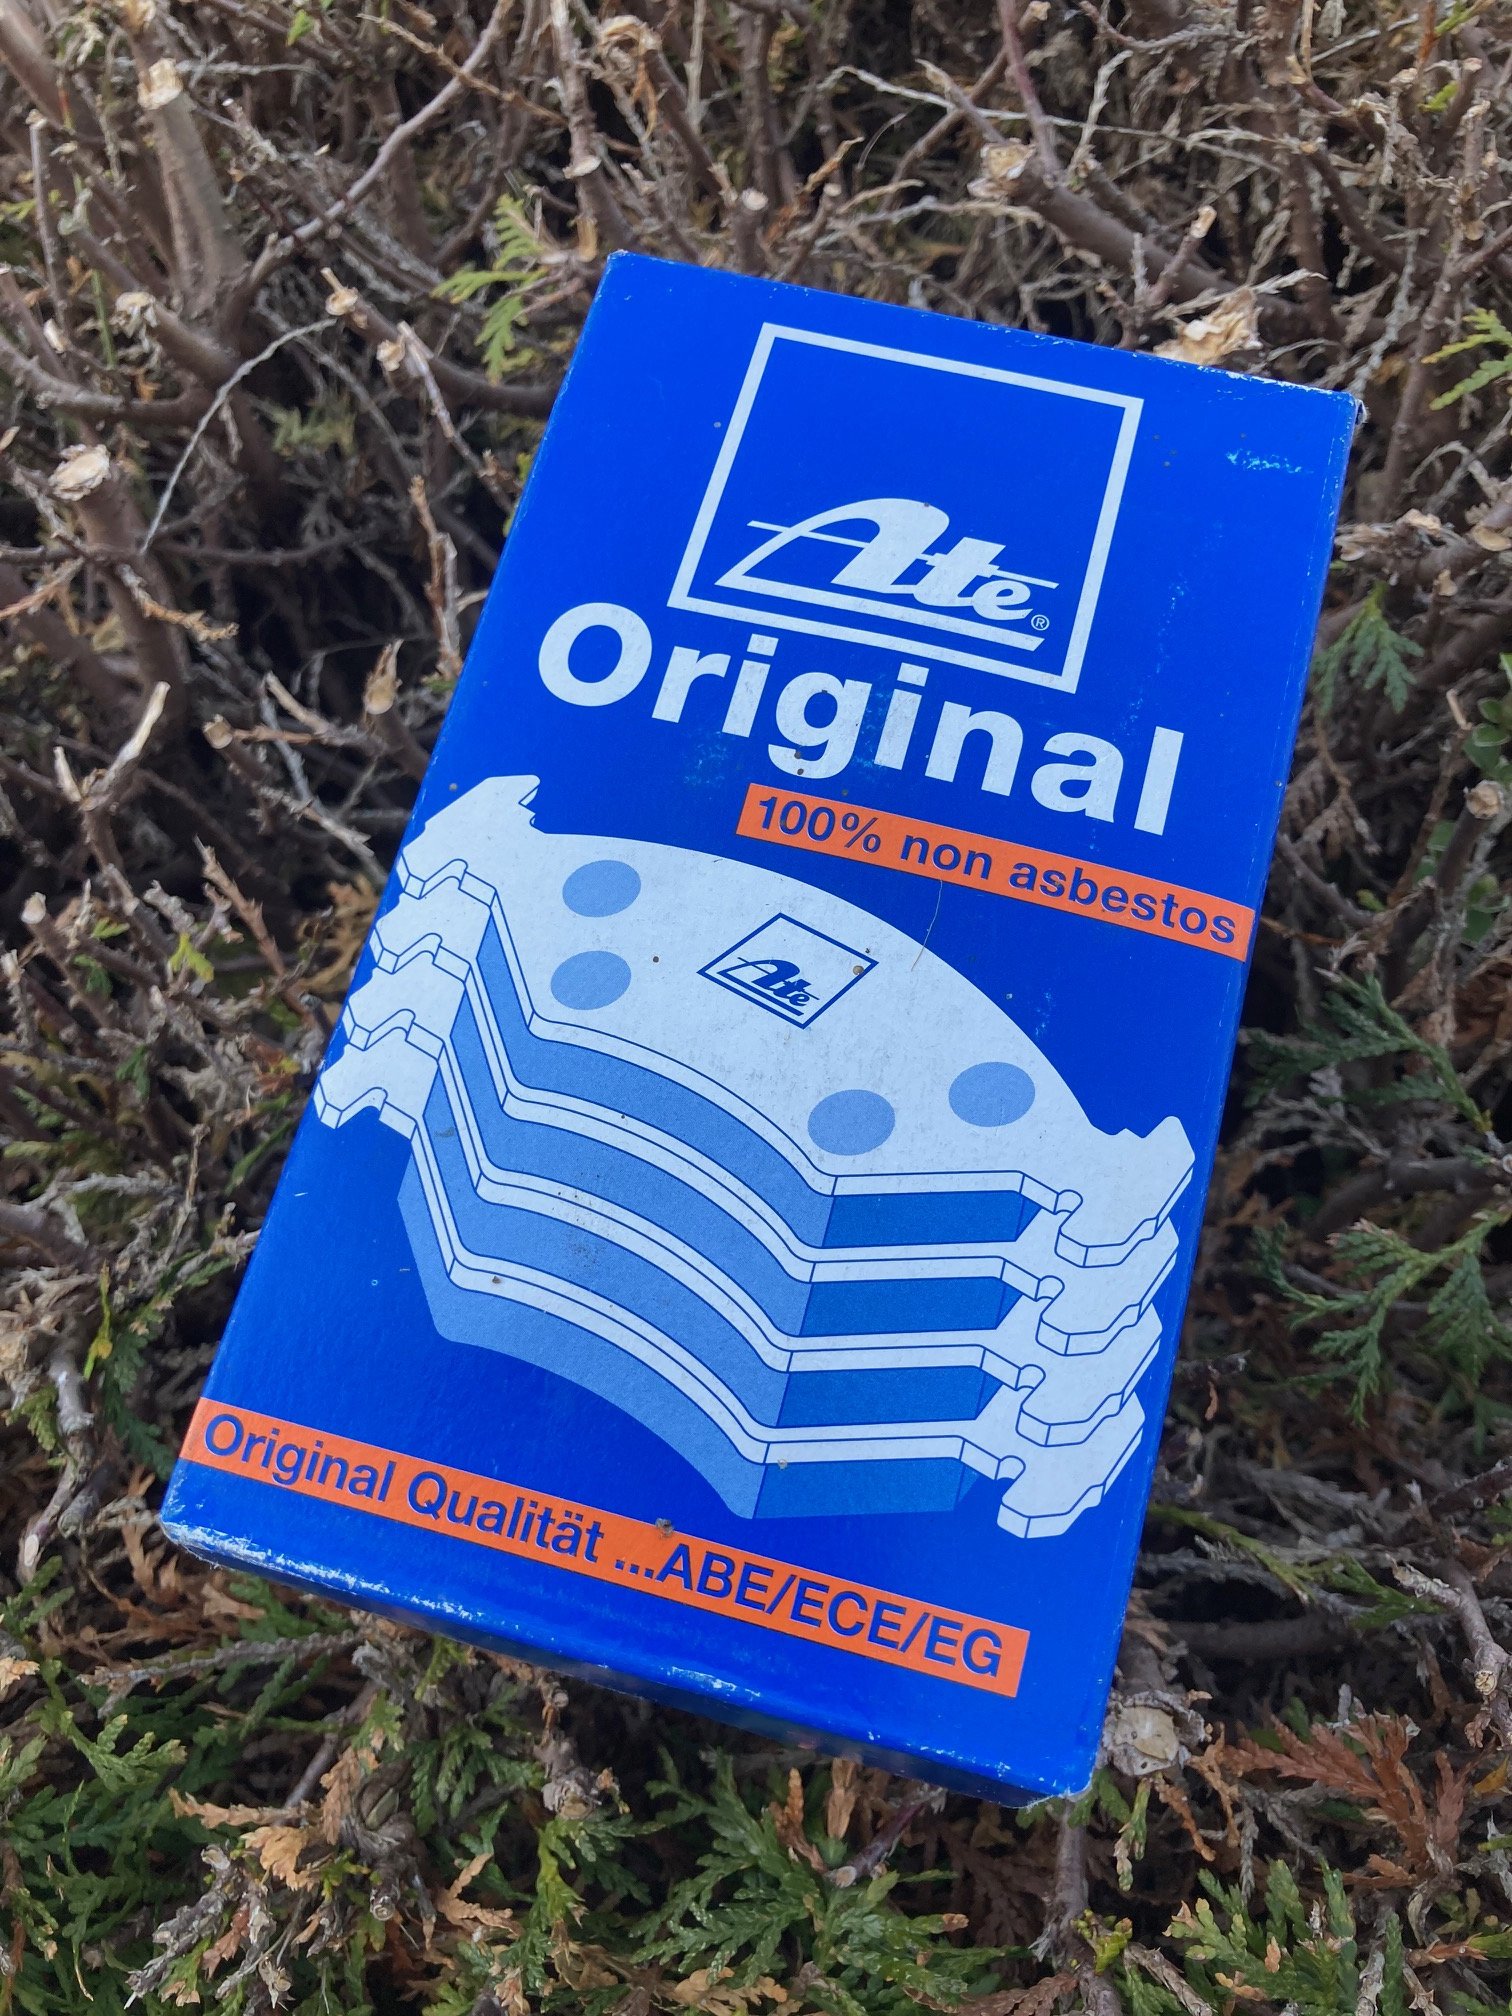 Ate®
Original
100% non asbestos
Ate
Original Qualität ...ABE/ECE/EG